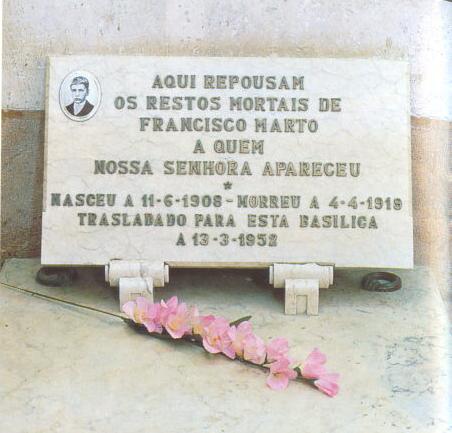 AQUI REPOUSAM
OS RESTOS MORTAIS DE
FRANCISCO MARTO
A QUEM
NOSSA SENHORA APARECEU
*
NASCEU A 11-6-1908 - MORREU A 4-4-1919
TRASLADADO PARA ESTA BASILICA
A 13-3-1952